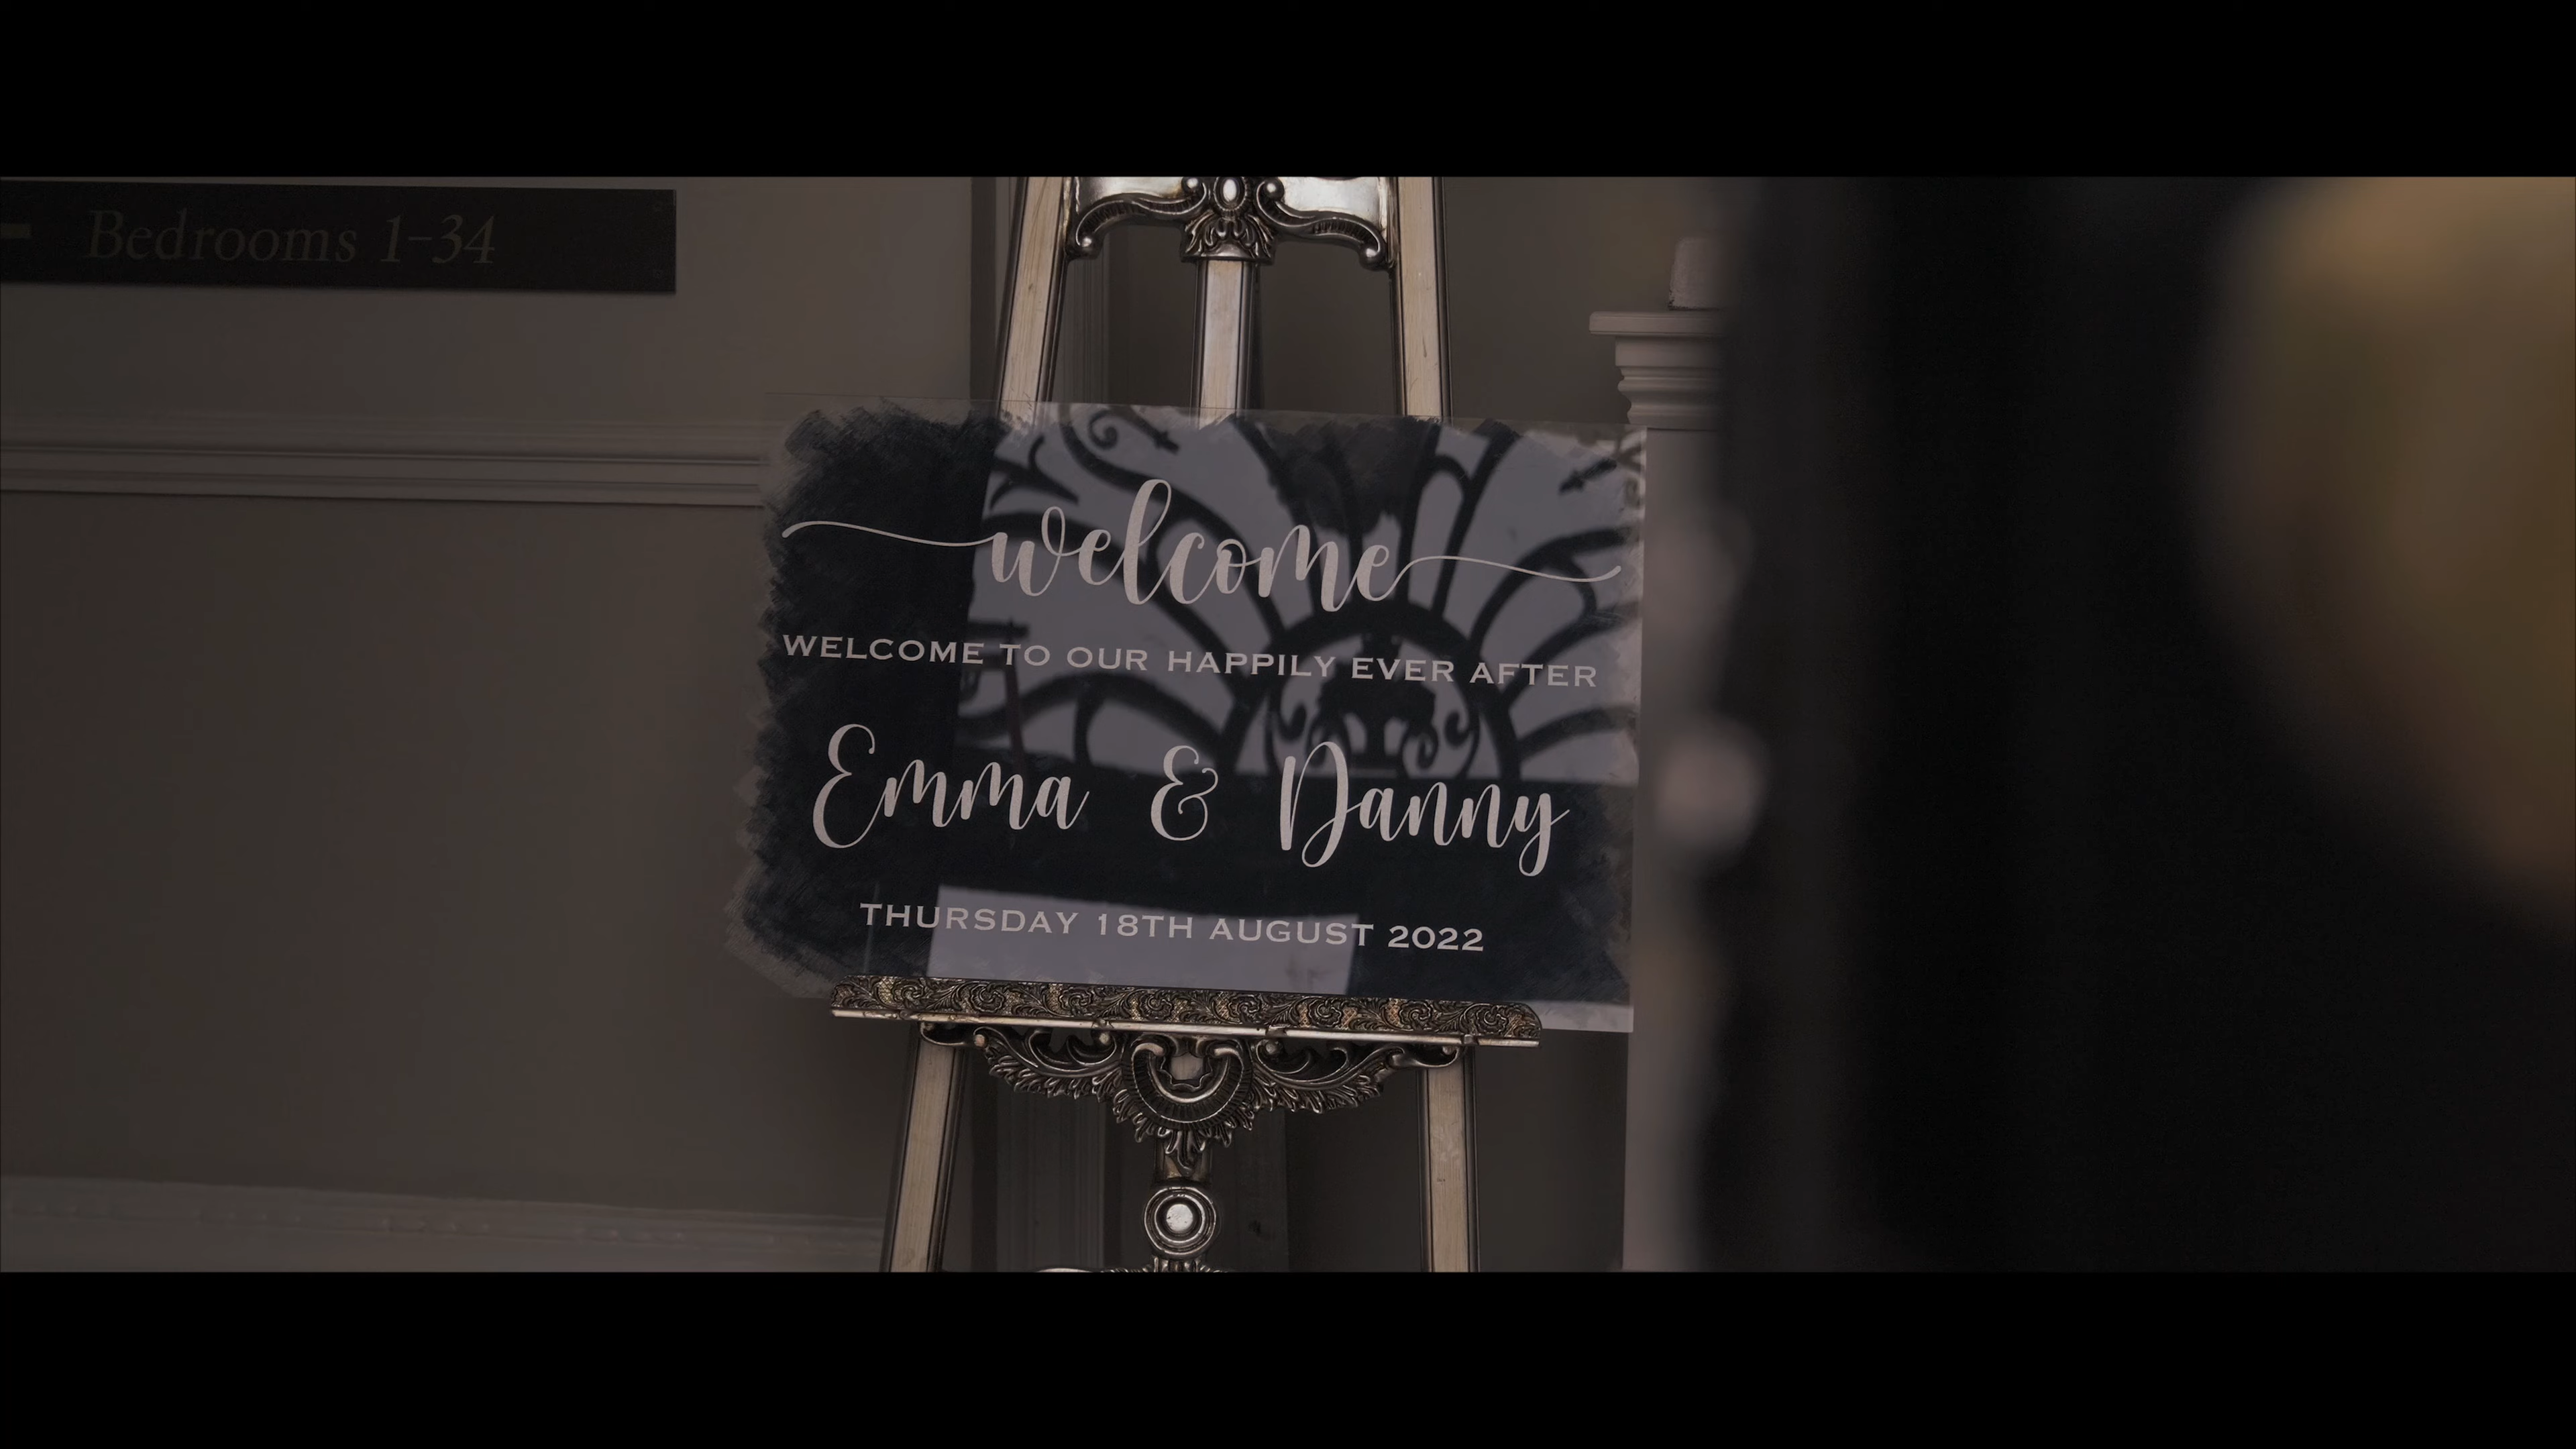 Bedrooms 1-34
welcome
WELCOME TO OUR HAPPILY EVER AFTER
Emma & Danny
THURSDAY 18TH AUGUST 2022